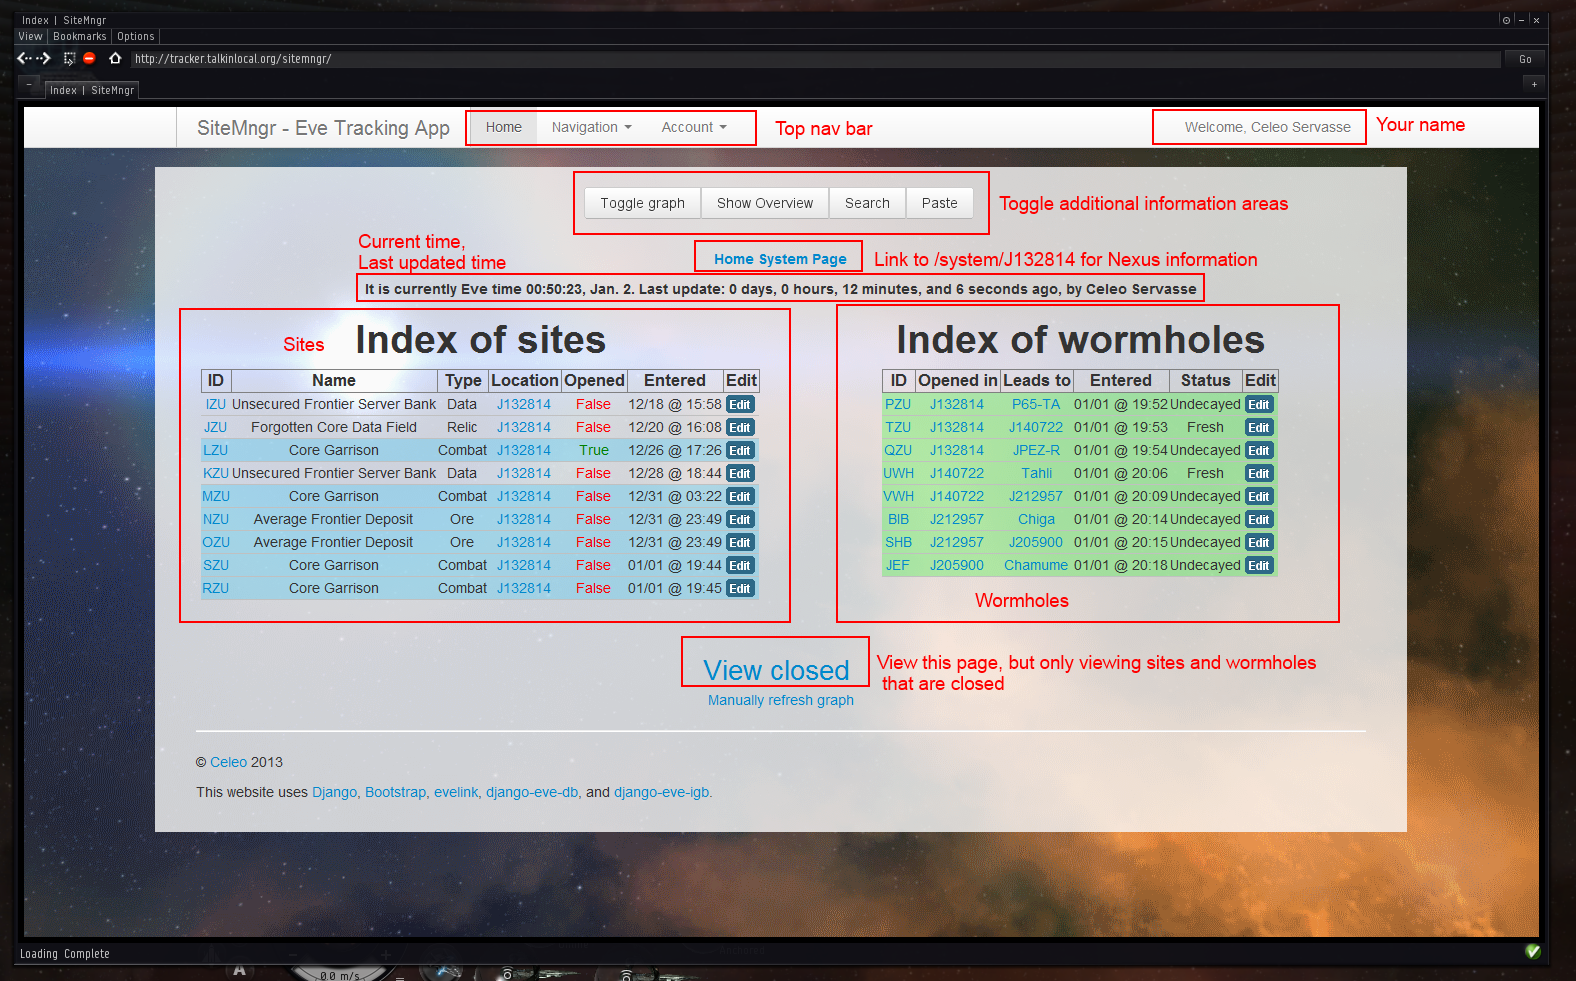 Index | SiteMngr
View Bookmarks Options
http://tracker.talkinlocal.org/sitemngr/ Go
Index | SiteMngr
SiteMngr - Eve Tracking App Home Navigation Account Top nav bar Welcome, Celeo Servasse Your name
Toggle graph Show Overview Search Paste Toggle additional information areas
Current time,
Last updated time
Home System Page Link to /system/J132814 for Nexus information
It is currently Eve time 00:50:23, Jan. 2. Last update: 0 days, 0 hours, 12 minutes, and 6 seconds ago, by Celeo Servasse
Sites Index of sites
ID Name Type Location Opened Entered Edit
IZU Unsecured Frontier Server Bank Data J132814 False 12/18 @ 15:58 Edit
JZU Forgotten Core Data Field Relic J132814 False 12/20 @ 16:08 Edit
LZU Core Garrison Combat J132814 True 12/26 @ 17:26 Edit
KZU Unsecured Frontier Server Bank Data J132814 False 12/28 @ 18:44 Edit
MZU Core Garrison Combat J132814 False 12/31 @ 03:22 Edit
NZU Average Frontier Deposit Ore J132814 False 12/31 @ 23:49 Edit
OZU Average Frontier Deposit Ore J132814 False 12/31 @ 23:49 Edit
SZU Core Garrison Combat J132814 False 01/01 @ 19:44 Edit
RZU Core Garrison Combat J132814 False 01/01 @ 19:45 Edit
Index of wormholes
ID Opened in Leads to Entered Status Edit
PZU J132814 P65-TA 01/01 @ 19:52 Undecayed Edit
TZU J132814 J140722 01/01 @ 19:53 Fresh Edit
QZU J132814 JPEZ-R 01/01 @ 19:54 Undecayed Edit
UWH J140722 Tahli 01/01 @ 20:06 Fresh Edit
VWH J140722 J212957 01/01 @ 20:09 Undecayed Edit
BIB J212957 Chiga 01/01 @ 20:14 Undecayed Edit
SHB J212957 J205900 01/01 @ 20:15 Undecayed Edit
JEF J205900 Chamume 01/01 @ 20:18 Undecayed Edit
Wormholes
View closed View this page, but only viewing sites and wormholes
that are closed
Manually refresh graph
© Celeo 2013
This website uses Django, Bootstrap, evelink, django-eve-db, and django-eve-igb.
Loading Complete
A
0.0 m/s